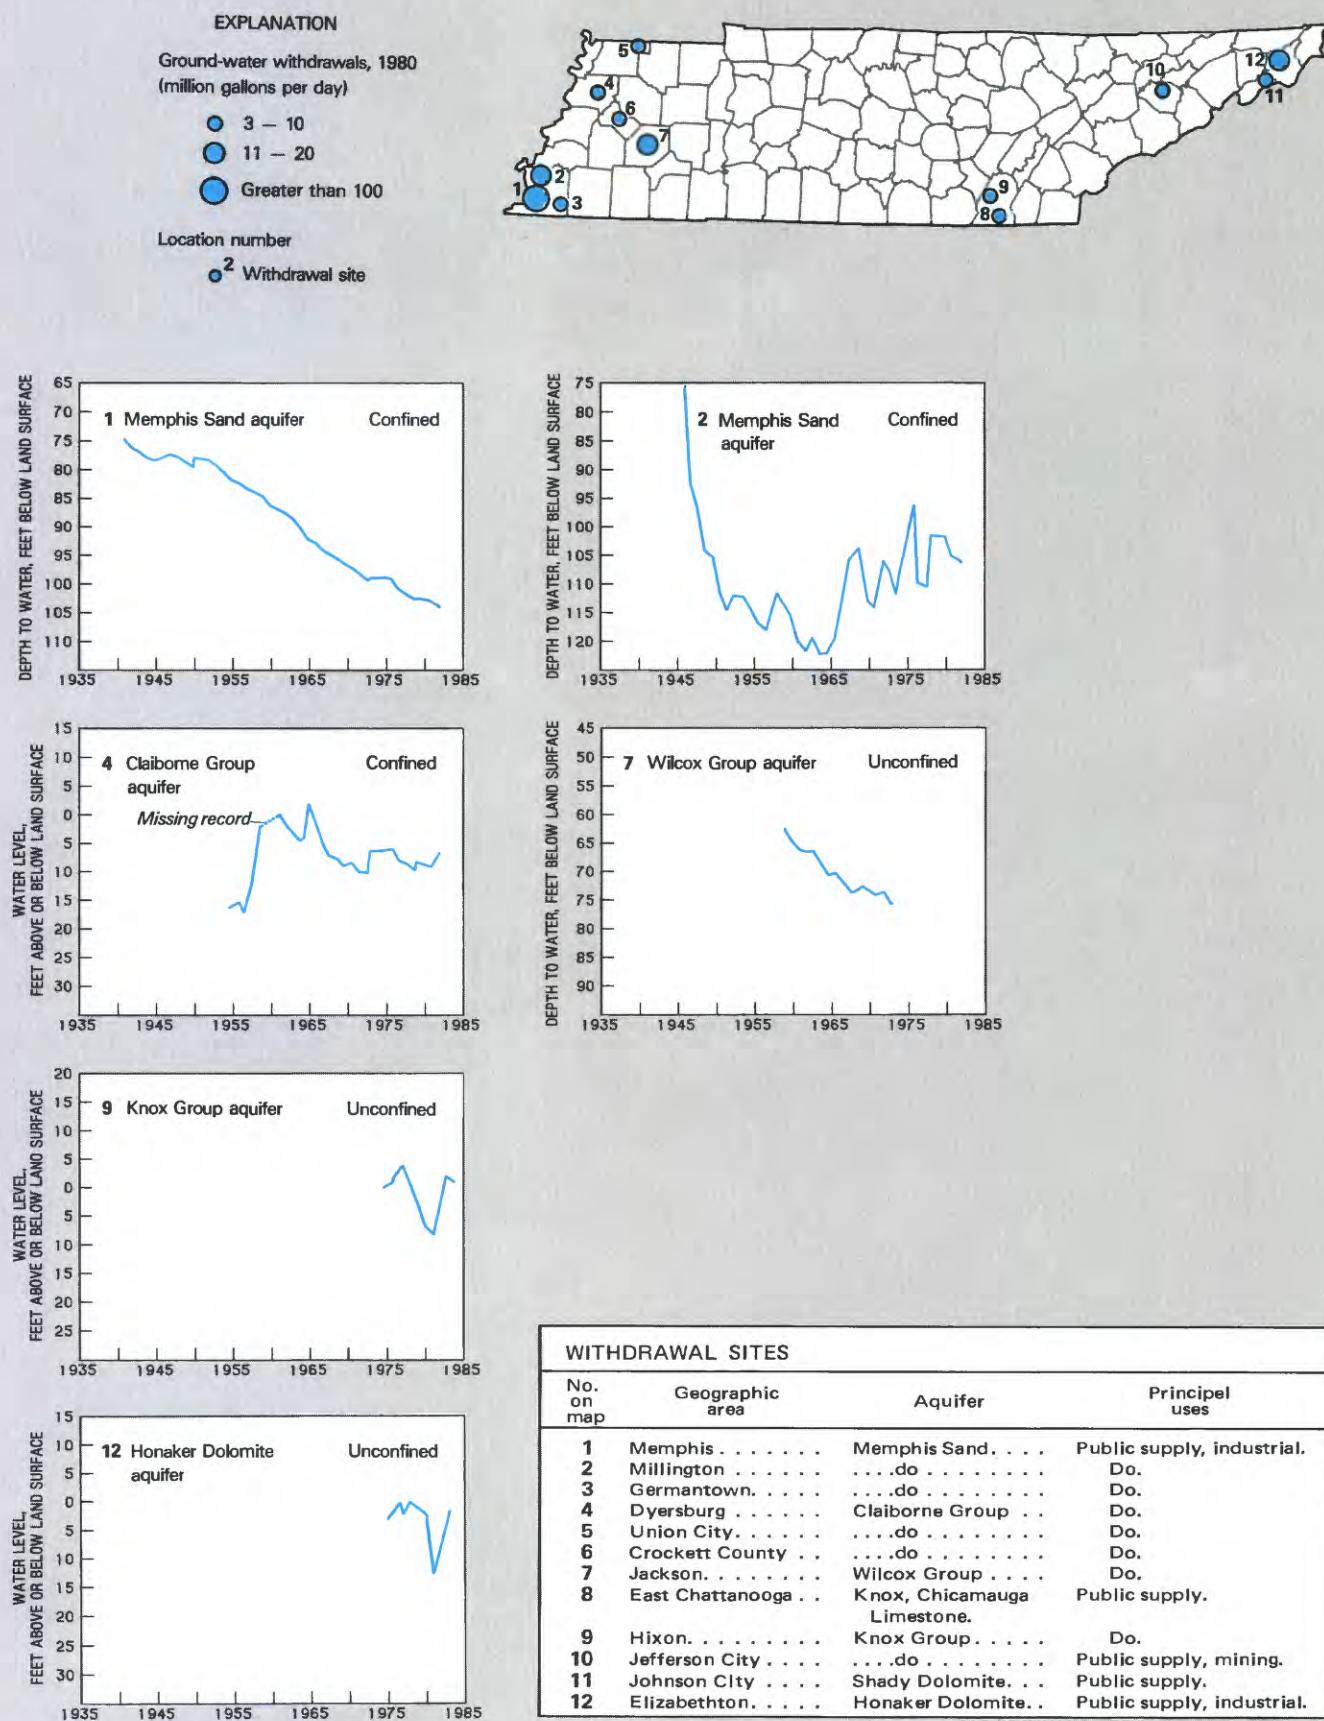 EXPLANATION
Ground-water withdrawals, 1980
(million gallons per day)
3 – 10
11 – 20
Greater than 100
Location number
2 Withdrawal site
5
4
6
7
2
1
3
10
12
11
9
8
DEPTH TO WATER, FEET BELOW LAND SURFACE
65
70
75
80
85
90
95
100
105
110
1 Memphis Sand aquifer Confined
1935 1945 1955 1965 1975 1985
DEPTH TO WATER, FEET BELOW LAND SURFACE
75
80
85
90
95
100
105
110
115
120
2 Memphis Sand Confined
aquifer
1935 1945 1955 1965 1975 1985
WATER LEVEL,
FEET ABOVE OR BELOW LAND SURFACE
15
10
5
0
5
10
15
20
25
30
4 Claiborne Group Confined
aquifer
Missing record
1935 1945 1955 1965 1975 1985
DEPTH TO WATER, FEET BELOW LAND SURFACE
45
50
55
60
65
70
75
80
85
90
7 Wilcox Group aquifer Unconfined
1935 1945 1955 1965 1975 1985
WATER LEVEL,
FEET ABOVE OR BELOW LAND SURFACE
20
15
10
5
0
5
10
15
20
25
9 Knox Group aquifer Unconfined
1935 1945 1955 1965 1975 1985
WATER LEVEL,
FEET ABOVE OR BELOW LAND SURFACE
15
10
5
0
5
10
15
20
25
30
12 Honaker Dolomite Unconfined
aquifer
1935 1945 1955 1965 1975 1985
WITHDRAWAL SITES
No. on map Geographic area Aquifer Principel uses
1 Memphis . . . . . . . Memphis Sand. . . . Public supply, industrial.
2 Millington . . . . . . . . . .do . . . . . . . . Do.
3 Germantown. . . . . . . . .do . . . . . . . . Do.
4 Dyersburg . . . . . . Claiborne Group . . Do.
5 Union City. . . . . . . . . .do . . . . . . . . Do.
6 Crockett County . . . . . .do . . . . . . . . Do.
7 Jackson. . . . . . . . Wilcox Group . . . . Do.
8 East Chattanooga . . Knox, Chicamauga Public supply.
Limestone.
9 Hixon. . . . . . . . . Knox Group. . . . . Do.
10 Jefferson City . . . . . . . .do . . . . . . . . Public supply, mining.
11 Johnson CIty . . . . Shady Dolomite. . . Public supply.
12 Elizabethton. . . . . Honaker Dolomite. . Public supply, industrial.